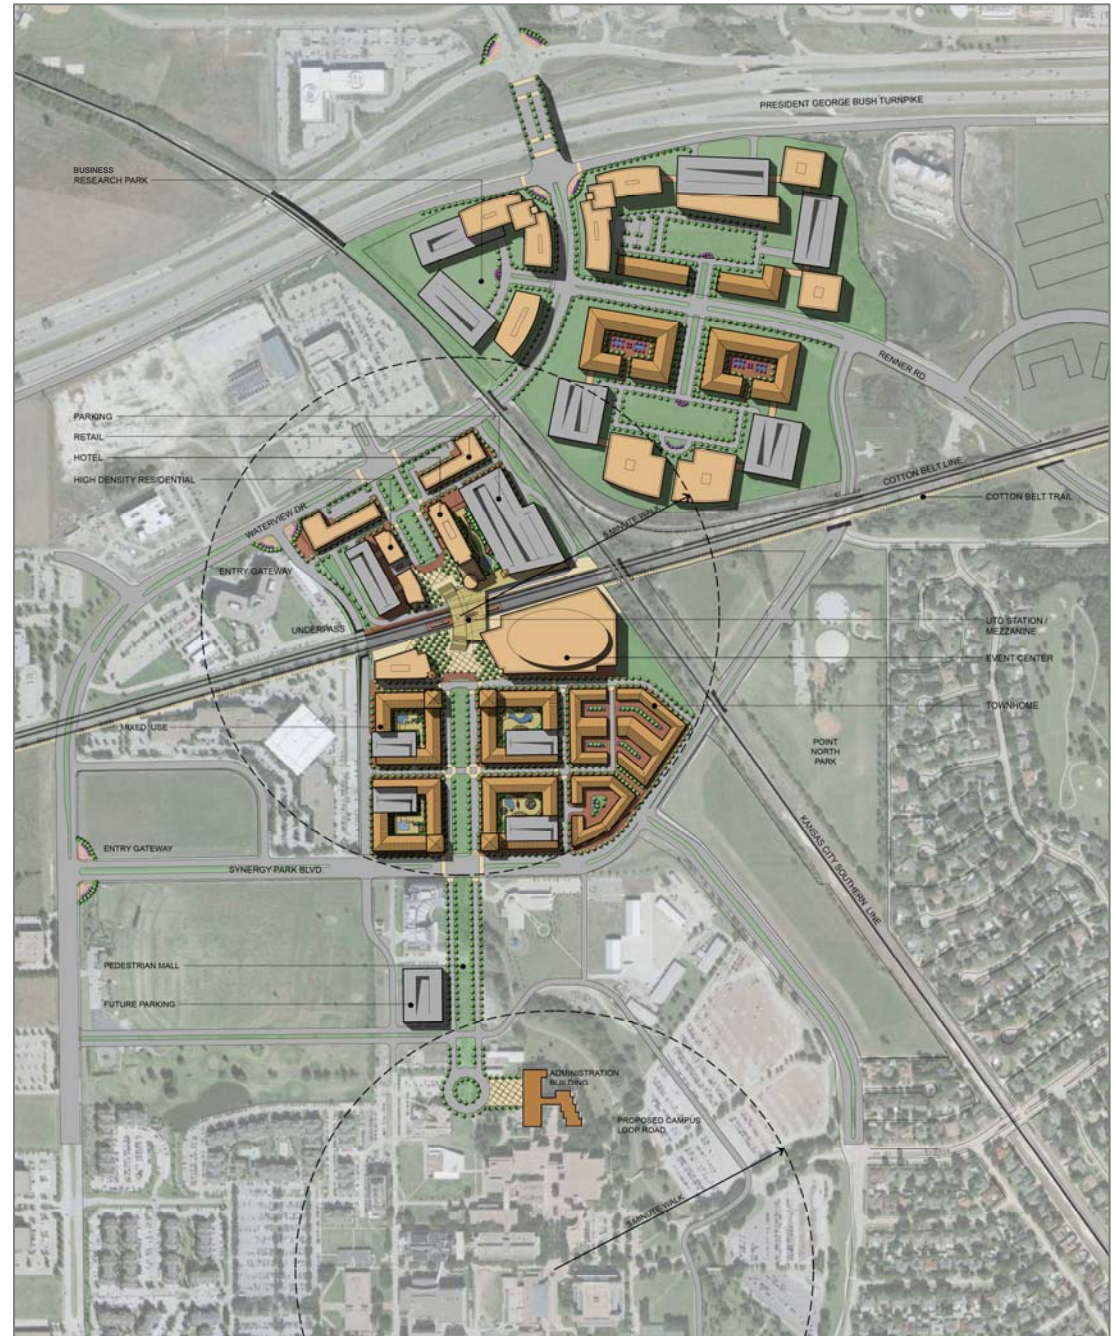 PRESIDENT GEORGE BUSH TURNPIKE
BUSINESS
RESEARCH PARK
RENNER RD.
PARKING
RETAIL
HOTEL
HIGH DENSITY RESIDENTIAL
COTTON BELT LINE
COTTON BELT TRAIL
WATERVIEW DR.
5 MINUTE WALK
ENTRY GATEWAY
UNDERPASS
UTD STATION /
MEZZANINE
EVENT CENTER
TOWNHOME
MIXED USE
POINT
NORTH
PARK
KANSAS CITY SOUTHERN LINE
ENTRY GATEWAY
SYNERGY PARK BLVD.
PEDESTRIAN MALL
FUTURE PARKING
ADMINISTRATION
BUILDING
PROPOSED CAMPUS
LOOP ROAD
5 MINUTE WALK